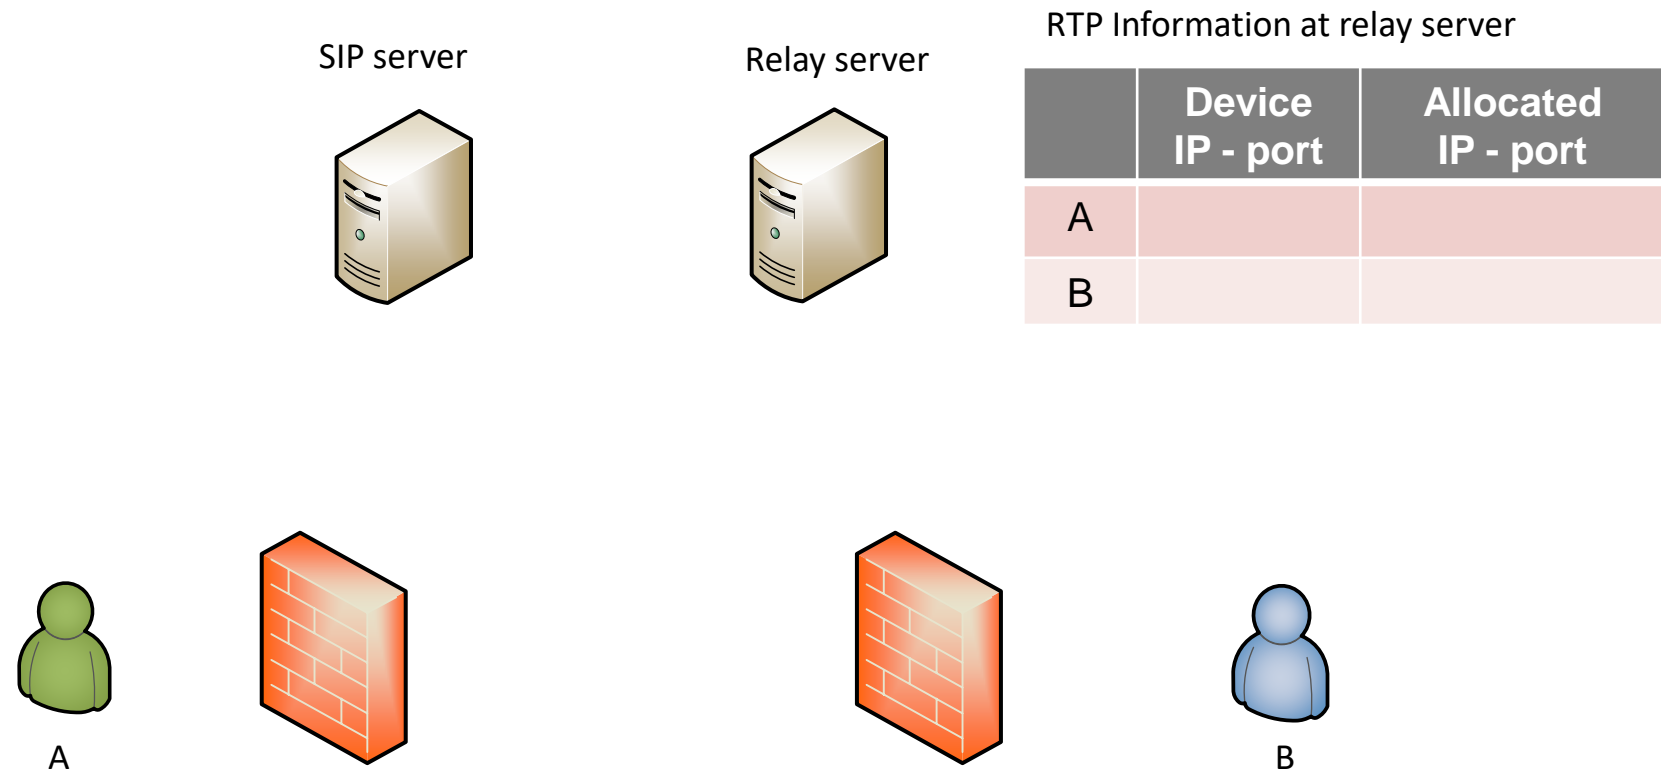 RTP Information at relay server
SIP server
Relay server
Device
IP - port
Allocated
IP - port
A
B
A
B